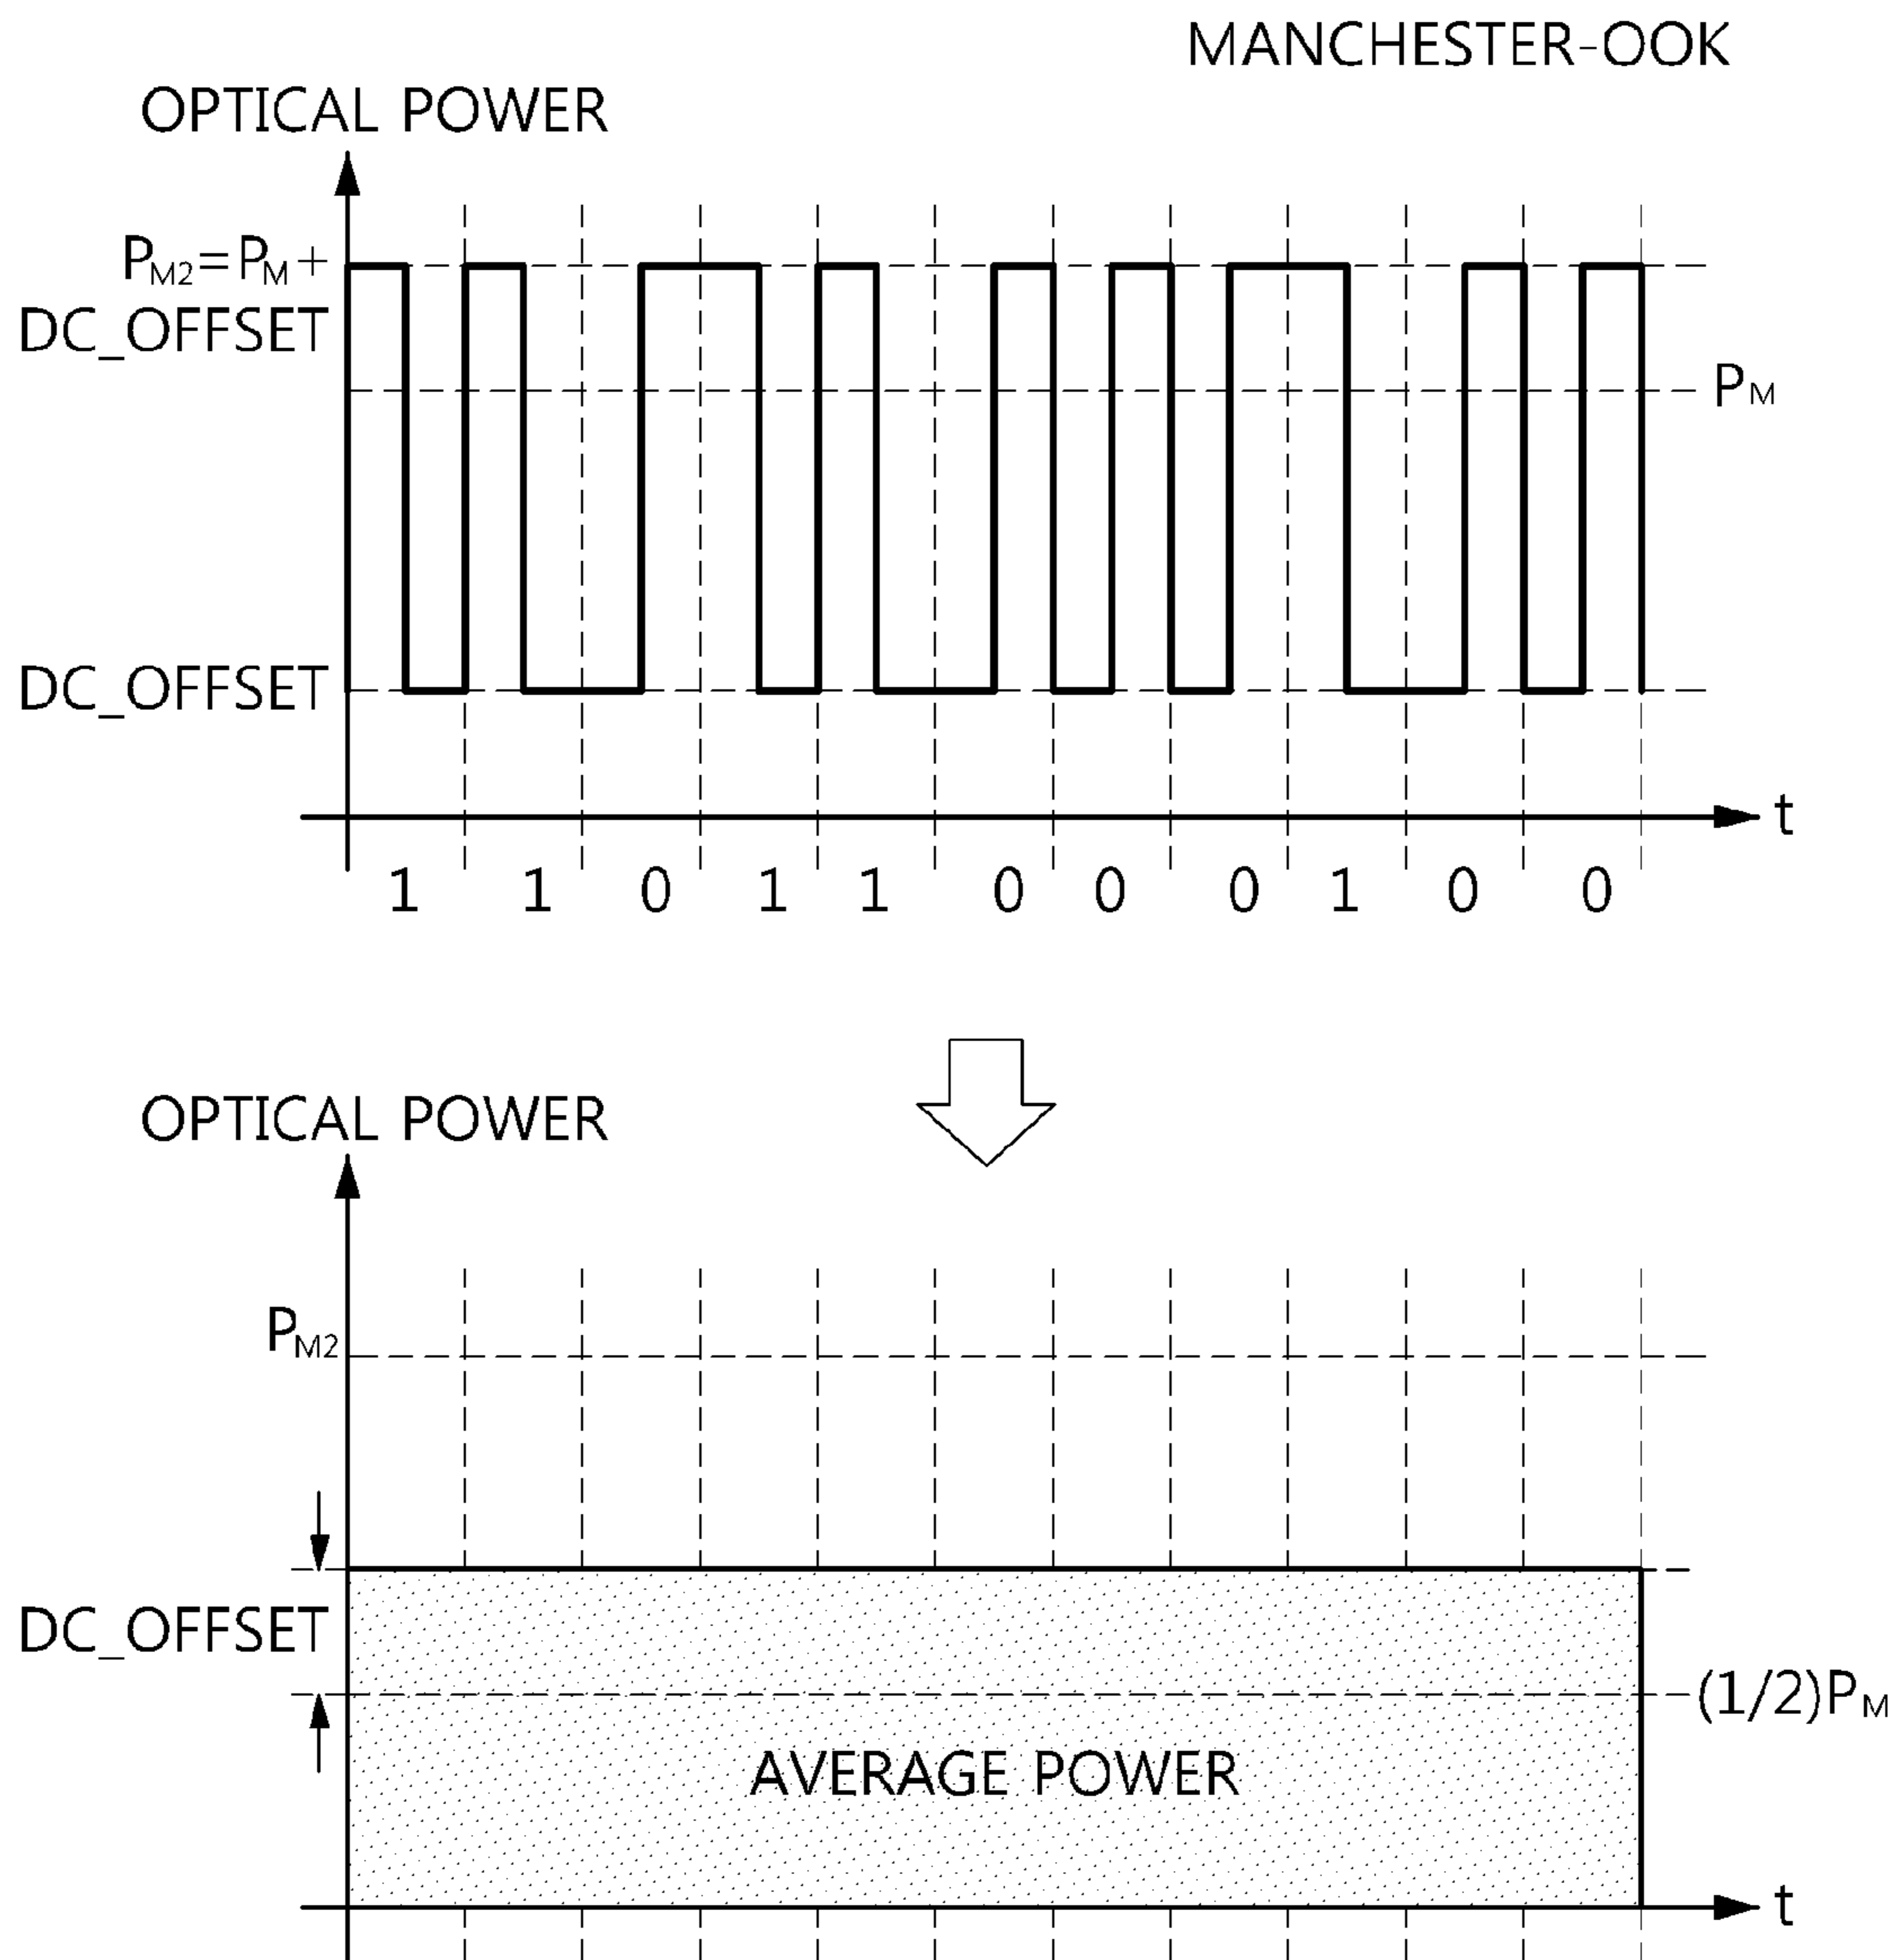 MANCHESTER-OOK
OPTICAL POWER
PM2=PM+
DC_OFFSET
PM
DC_OFFSET
t
1 1 0 1 1 0 0 0 1 0 0
OPTICAL POWER
PM2
DC_OFFSET
(1/2)PM
AVERAGE POWER
t